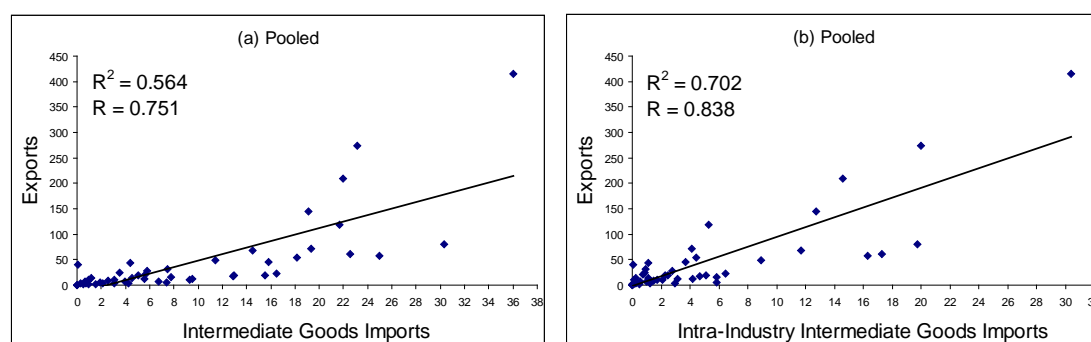 (a) Pooled
R² = 0.564
R = 0.751
Exports
450
400
350
300
250
200
150
100
50
0
0 2 4 6 8 10 12 14 16 18 20 22 24 26 28 30 32 34 36 38
Intermediate Goods Imports
(b) Pooled
R² = 0.702
R = 0.838
Exports
450
400
350
300
250
200
150
100
50
0
0 2 4 6 8 10 12 14 16 18 20 22 24 26 28 30
Intra-Industry Intermediate Goods Imports